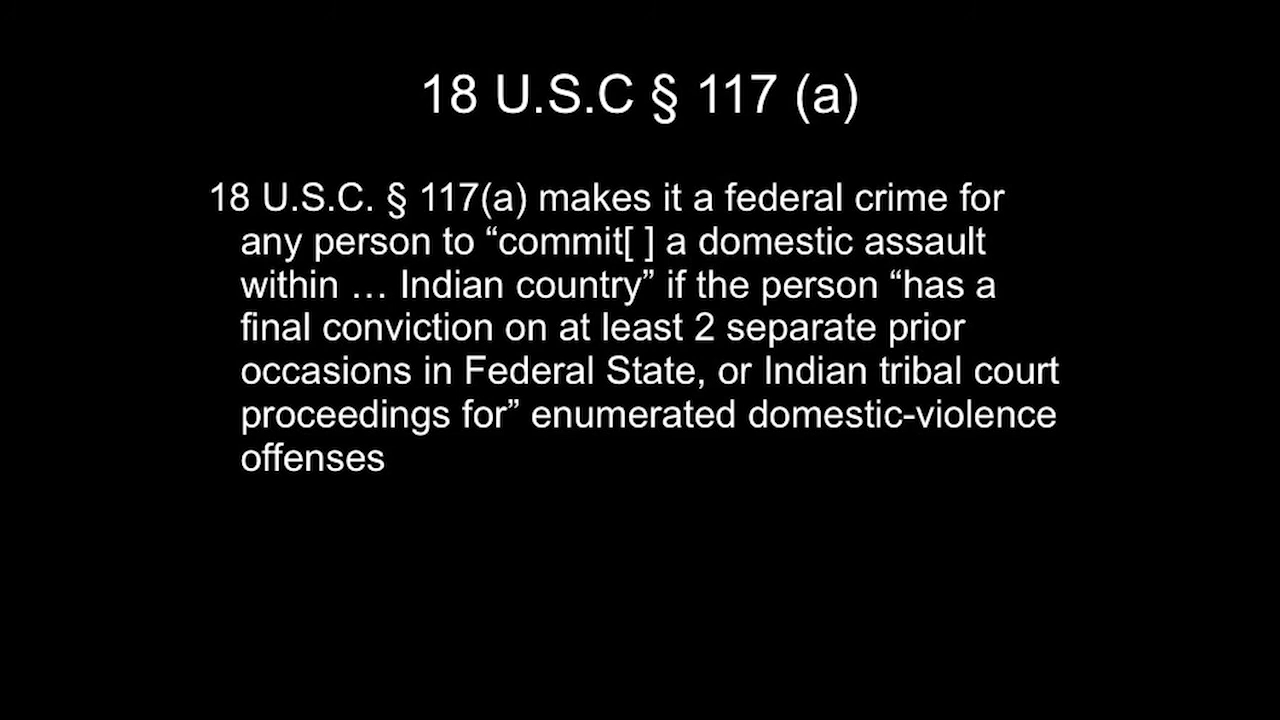 18 U.S.C § 117 (a)
18 U.S.C. § 117(a) makes it a federal crime for
any person to “commit[ ] a domestic assault
within … Indian country” if the person “has a
final conviction on at least 2 separate prior
occasions in Federal State, or Indian tribal court
proceedings for” enumerated domestic-violence
offenses